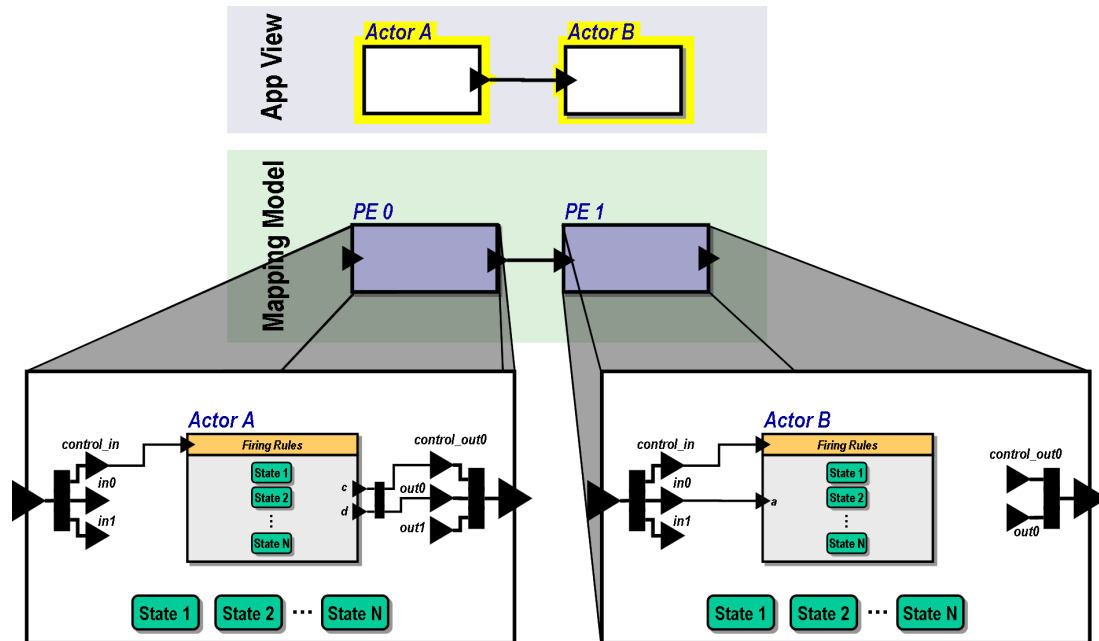 App View
Actor A
Actor B
Mapping Model
PE 0
PE 1
Actor A
control_in
Firing Rules
control_out0
State 1
in0
c
out0
State 2
d
in1
out1
⋮
State N
State 1
State 2
...
State N
Actor B
control_in
Firing Rules
control_out0
State 1
in0
State 2
a
in1
out0
⋮
State N
State 1
State 2
...
State N